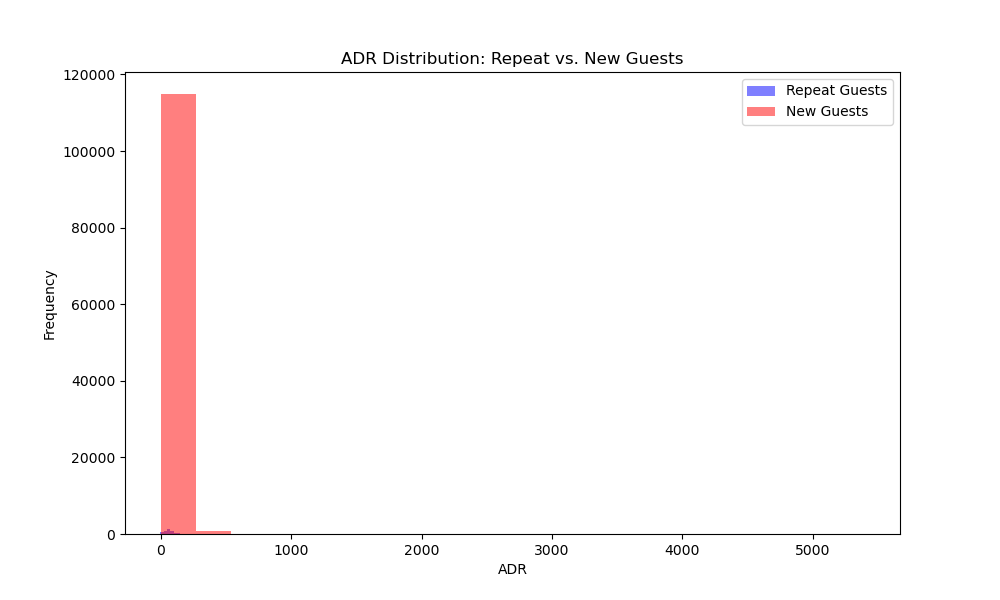 ADR Distribution: Repeat vs. New Guests
Repeat Guests
New Guests
120000
100000
80000
60000
40000
20000
0
Frequency
0 1000 2000 3000 4000 5000
ADR